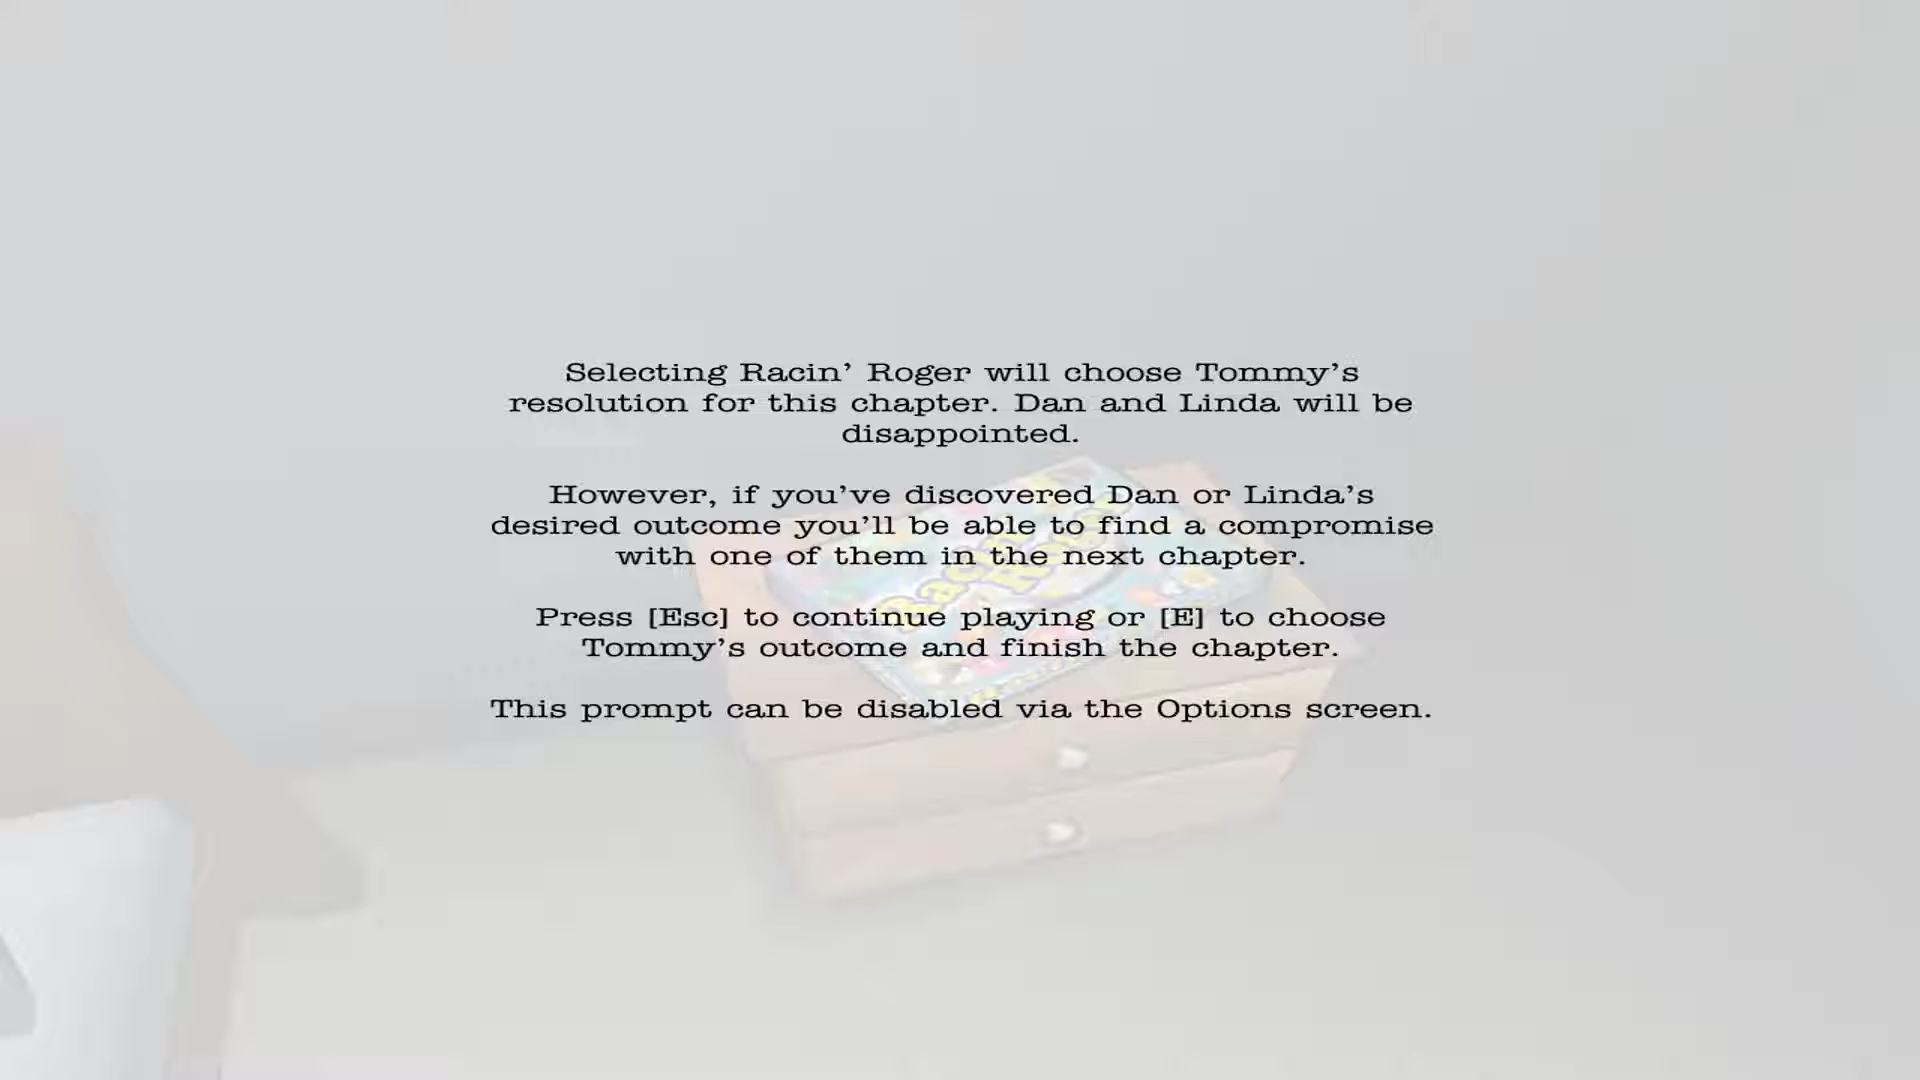 Selecting Racin’ Roger will choose Tommy’s
resolution for this chapter. Dan and Linda will be
disappointed.
However, if you’ve discovered Dan or Linda’s
desired outcome you’ll be able to find a compromise
with one of them in the next chapter.
Press [Esc] to continue playing or [E] to choose
Tommy’s outcome and finish the chapter.
This prompt can be disabled via the Options screen.
Racin'
Roger